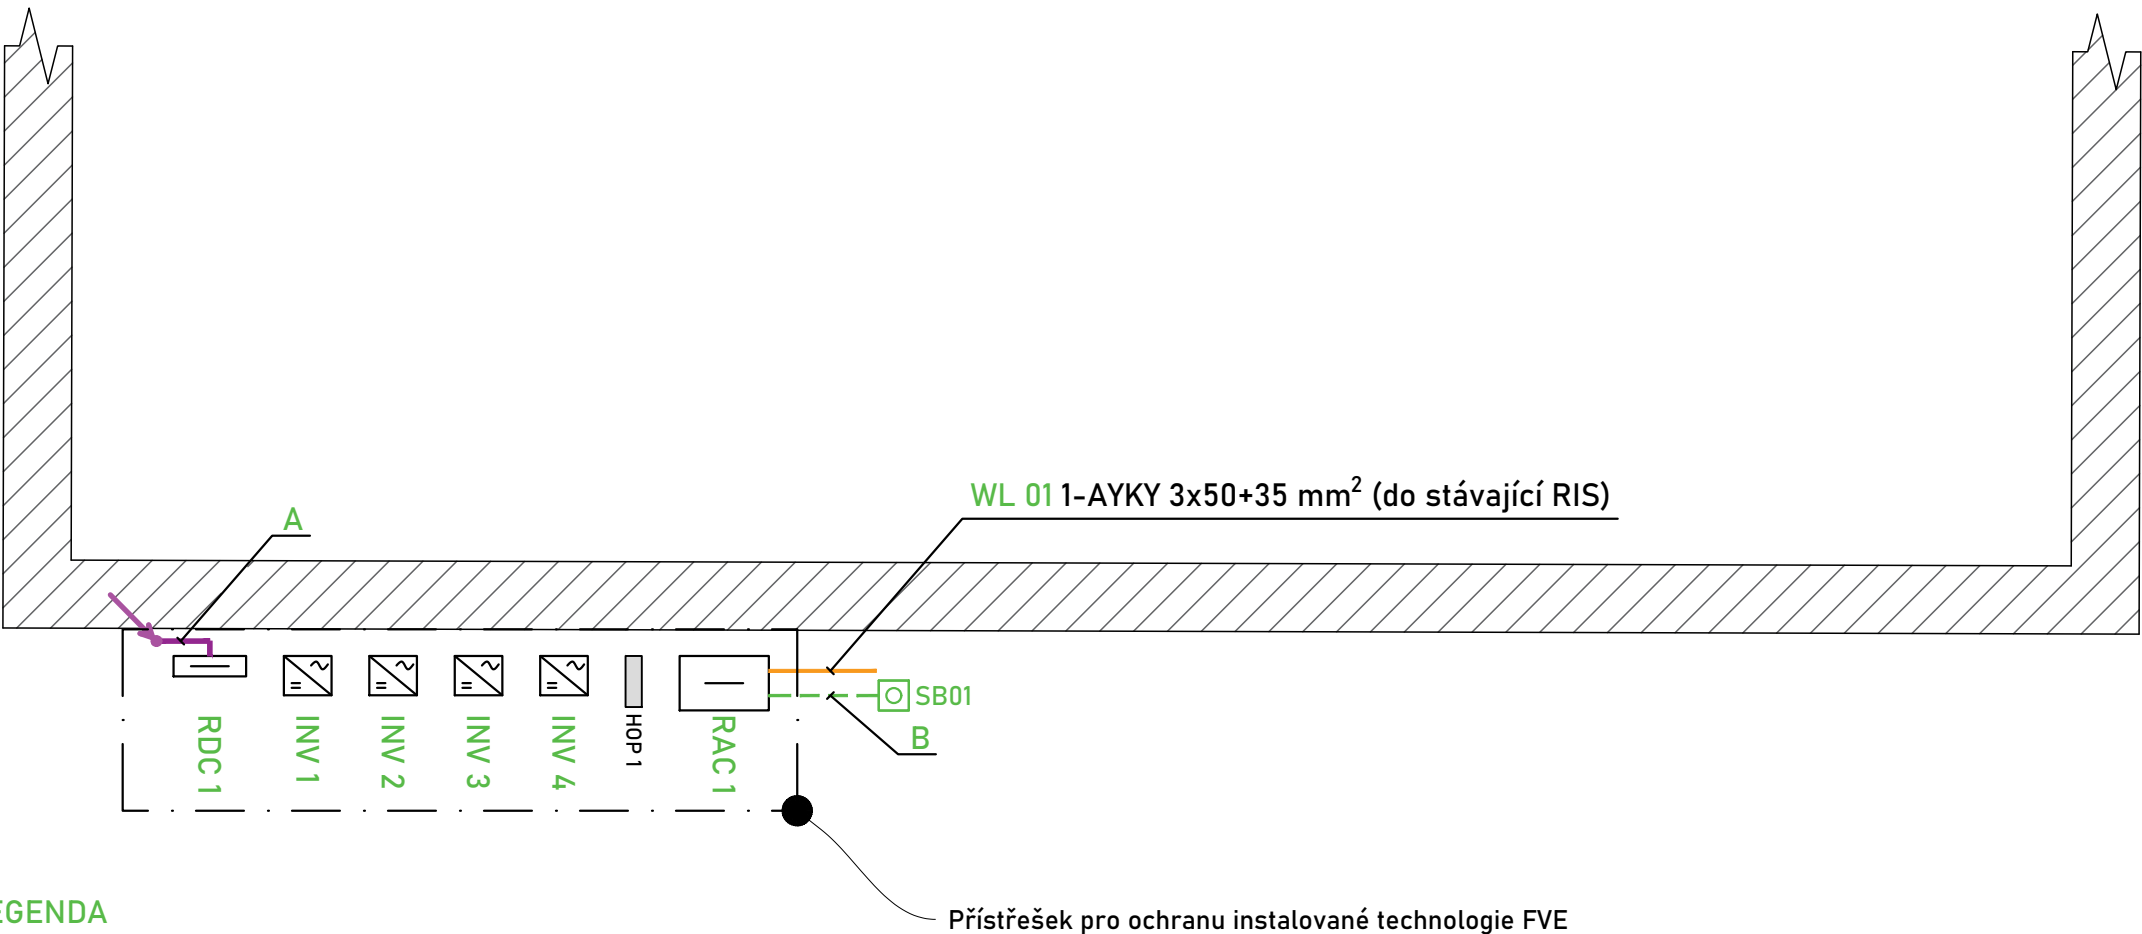 WL 01 1-AYKY 3x50+35 mm² (do stávající RIS)
A
SB01
B
RDC 1
INV 1
INV 2
INV 3
INV 4
HOP 1
RAC 1
EGENDA
Přístřešek pro ochranu instalované technologie FVE